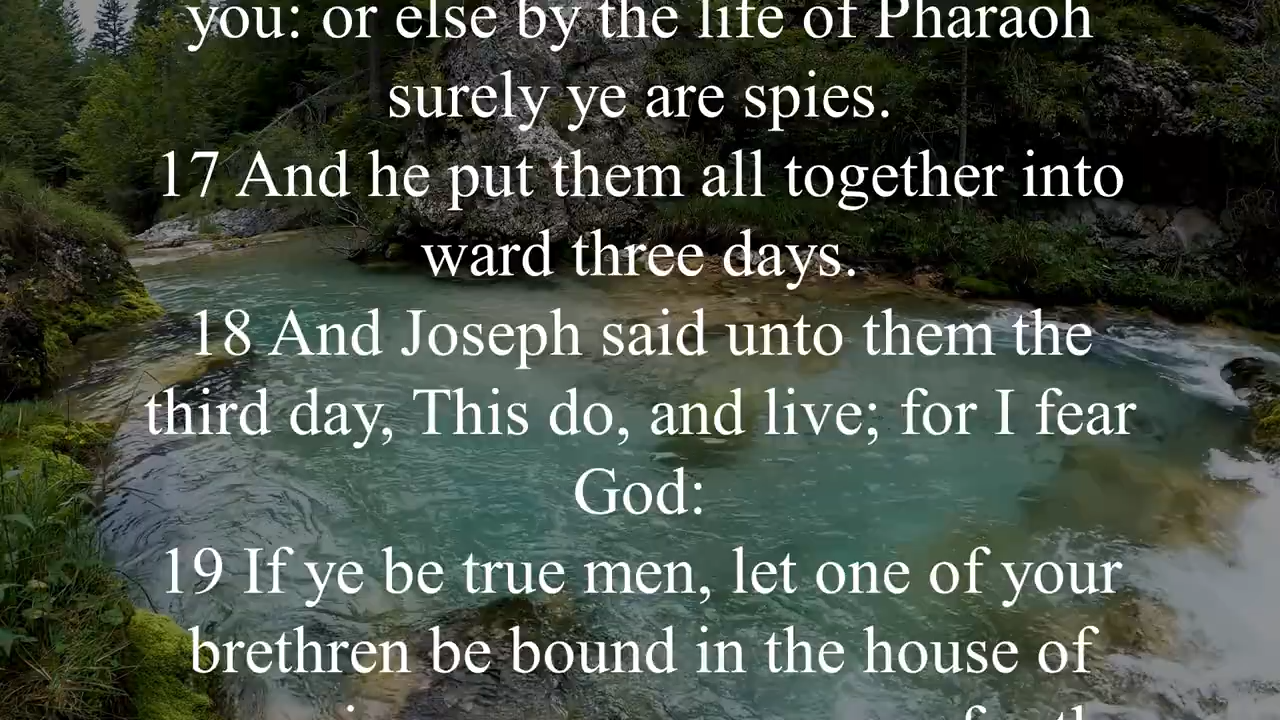 you: or else by the life of Pharaoh
surely ye are spies.
17 And he put them all together into
ward three days.
18 And Joseph said unto them the
third day, This do, and live; for I fear
God:
19 If ye be true men, let one of your
brethren be bound in the house of